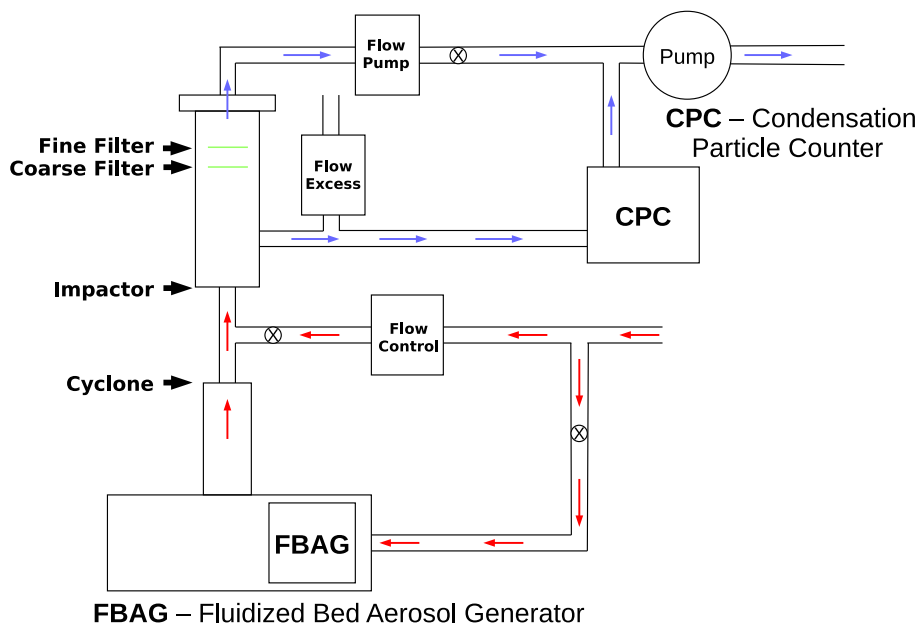 Flow
Pump
Pump
CPC – Condensation
Particle Counter
Fine Filter
Coarse Filter
Flow
Excess
CPC
Impactor
Flow
Control
Cyclone
FBAG
FBAG – Fluidized Bed Aerosol Generator